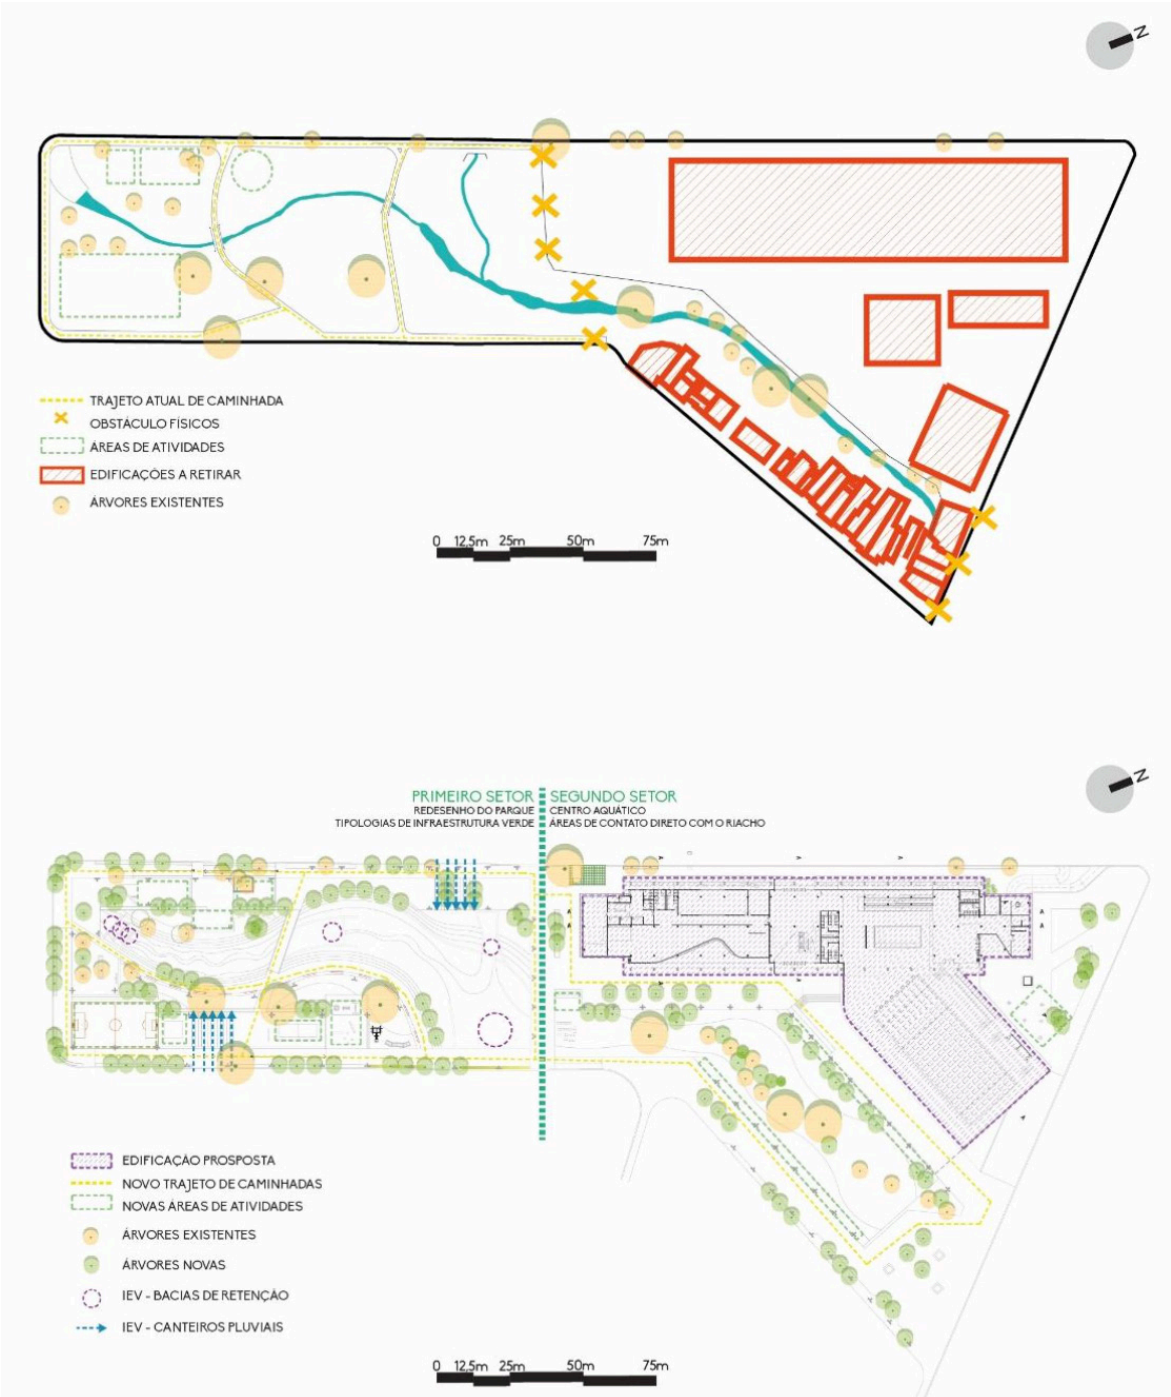 N
TRAJETO ATUAL DE CAMINHADA
OBSTÁCULO FÍSICOS
ÁREAS DE ATIVIDADES
EDIFICAÇÕES A RETIRAR
ÁRVORES EXISTENTES
0 12,5m 25m 50m 75m
N
PRIMEIRO SETOR
REDESENHO DO PARQUE
TIPOLOGIAS DE INFRAESTRUTURA VERDE
SEGUNDO SETOR
CENTRO AQUÁTICO
ÁREAS DE CONTATO DIRETO COM O RIACHO
A A
A A
EDIFICAÇÃO PROSPOSTA
NOVO TRAJETO DE CAMINHADAS
NOVAS ÁREAS DE ATIVIDADES
ÁRVORES EXISTENTES
ÁRVORES NOVAS
IEV - BACIAS DE RETENÇÃO
IEV - CANTEIROS PLUVIAIS
0 12,5m 25m 50m 75m